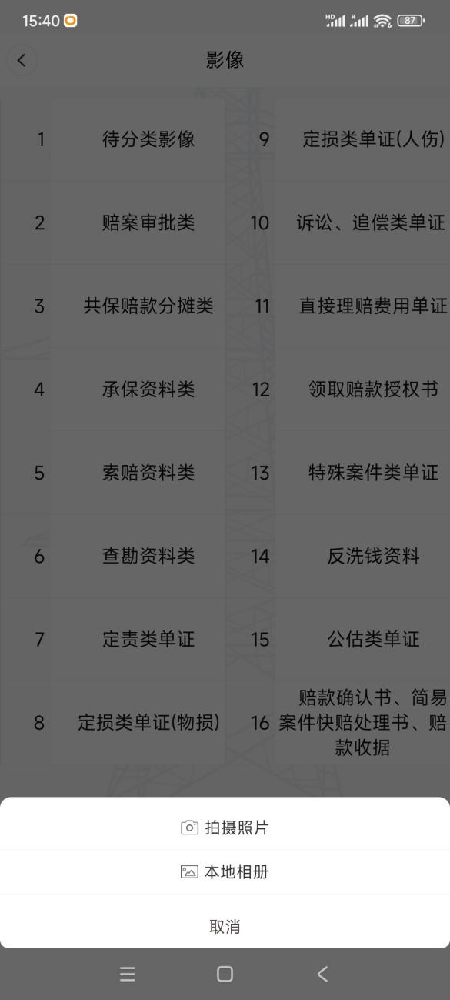 15:40 HD R 6 87
影像
1 待分类影像 9 定损类单证(人伤)
2 赔案审批类 10 诉讼、追偿类单证
3 共保赔款分摊类 11 直接理赔费用单证
4 承保资料类 12 领取赔款授权书
5 索赔资料类 13 特殊案件类单证
6 查勘资料类 14 反洗钱资料
7 定责类单证 15 公估类单证
8 定损类单证(物损) 16 赔款确认书、简易
案件快赔处理书、赔
款收据
拍摄照片
本地相册
取消